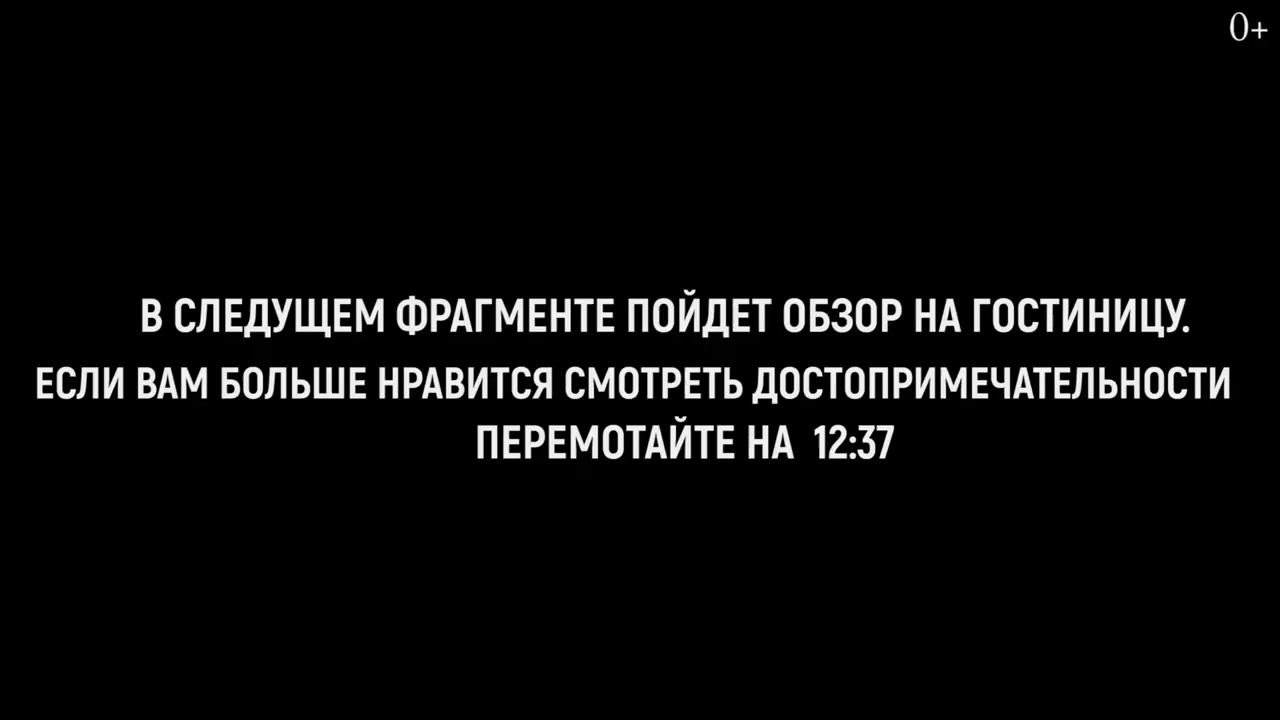 0+
В СЛЕДУЩЕМ ФРАГМЕНТЕ ПОЙДЕТ ОБЗОР НА ГОСТИНИЦУ.
ЕСЛИ ВАМ БОЛЬШЕ НРАВИТСЯ СМОТРЕТЬ ДОСТОПРИМЕЧАТЕЛЬНОСТИ
ПЕРЕМОТАЙТЕ НА 12:37